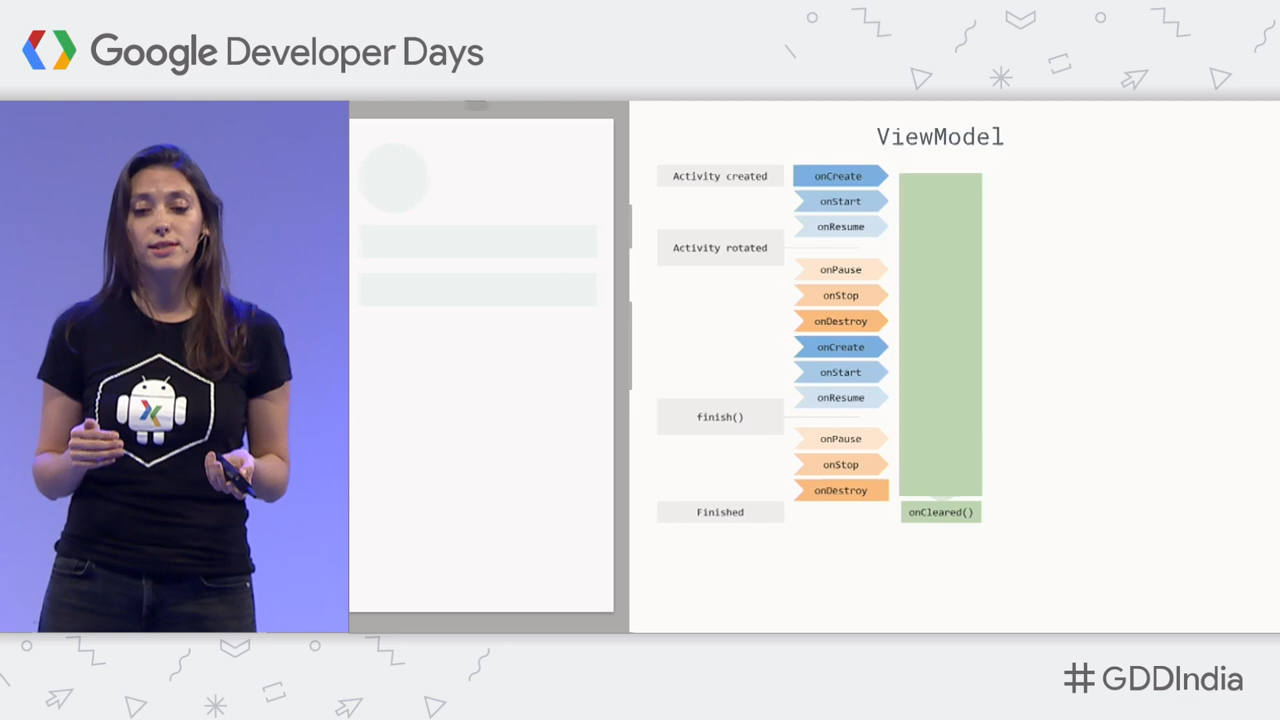 Google Developer Days
ViewModel
Activity created
onCreate
onStart
onResume
Activity rotated
onPause
onStop
onDestroy
onCreate
onStart
onResume
finish()
onPause
onStop
onDestroy
Finished
onCleared()
#GDDIndia